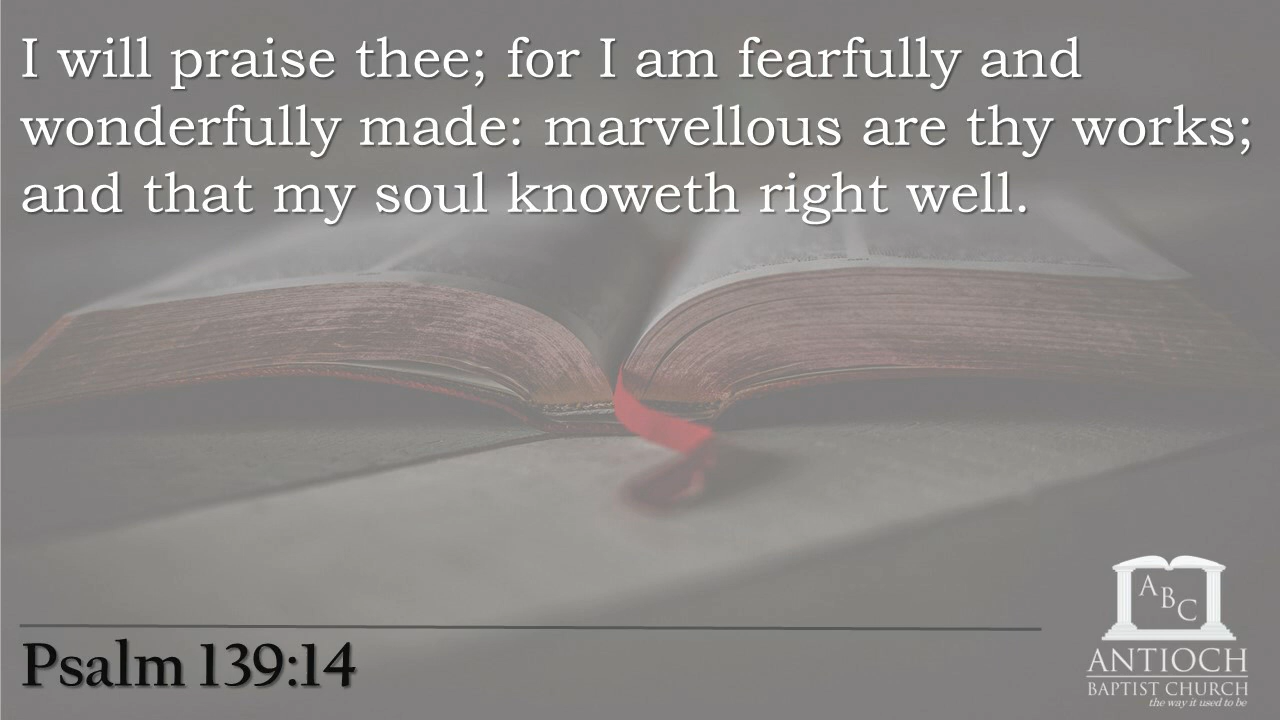 I will praise thee; for I am fearfully and
wonderfully made: marvellous are thy works;
and that my soul knoweth right well.
Psalm 139:14
A B C
ANTIOCH
BAPTIST CHURCH
the way it used to be